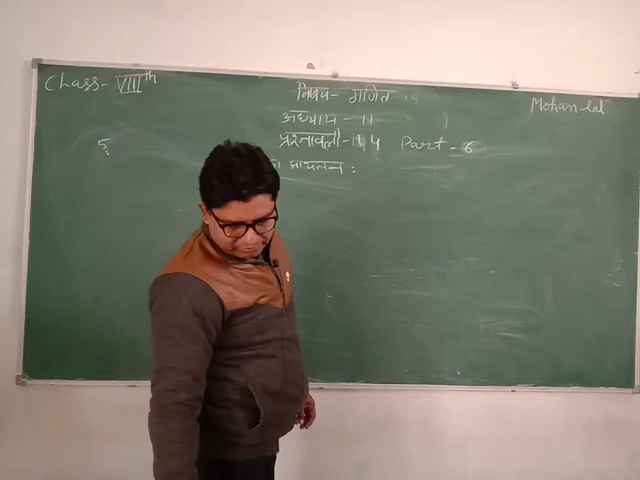 Class- VIIIth
विषय- गणित
Mohan lal
अध्याय - 11
प्रश्नावली-11.4 Part - 6
5.
का आयतन :